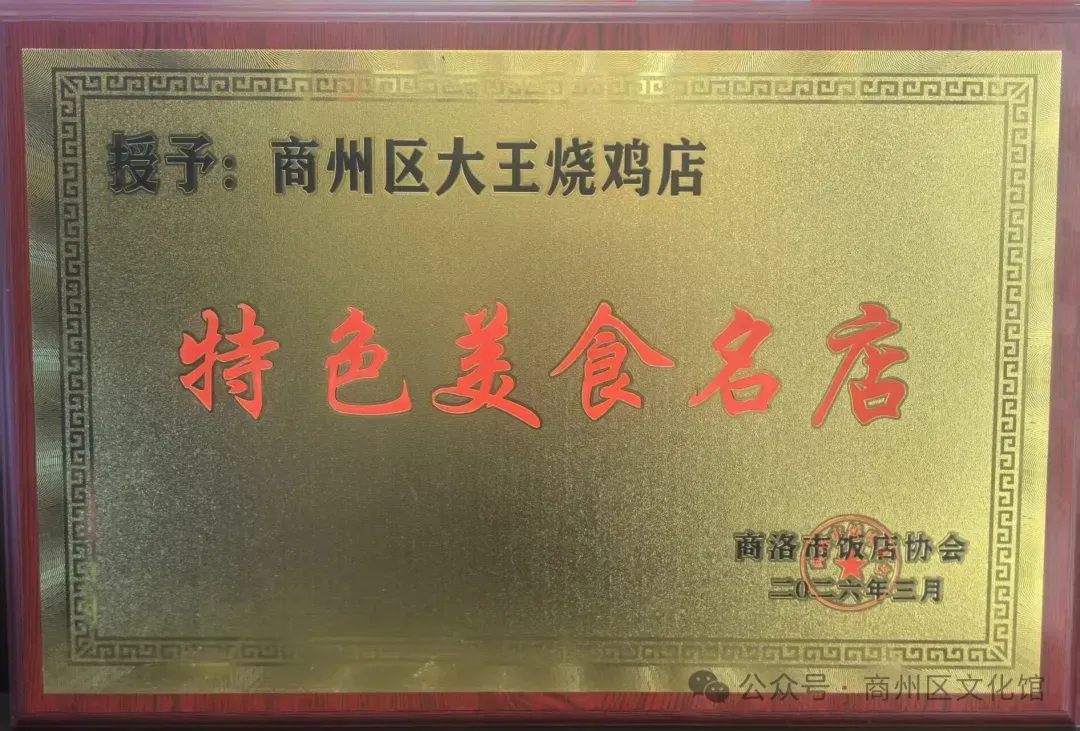 授予：商州区大王烧鸡店
特色美食名店
商洛市饭店协会
二0二六年三月
公众号·商州区文化馆